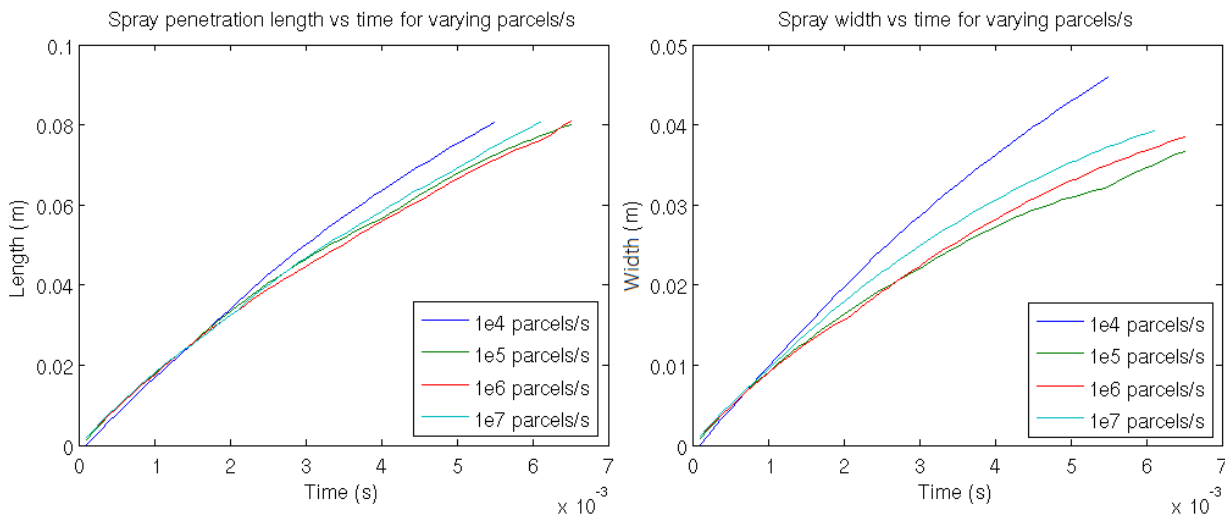 Spray penetration length vs time for varying parcels/s
0.1
0.08
0.06
0.04
0.02
0
Length (m)
1e4 parcels/s
1e5 parcels/s
1e6 parcels/s
1e7 parcels/s
0 1 2 3 4 5 6 7
Time (s)
x 10^-3
Spray width vs time for varying parcels/s
0.05
0.04
0.03
0.02
0.01
0
Width (m)
1e4 parcels/s
1e5 parcels/s
1e6 parcels/s
1e7 parcels/s
0 1 2 3 4 5 6 7
Time (s)
x 10^-3